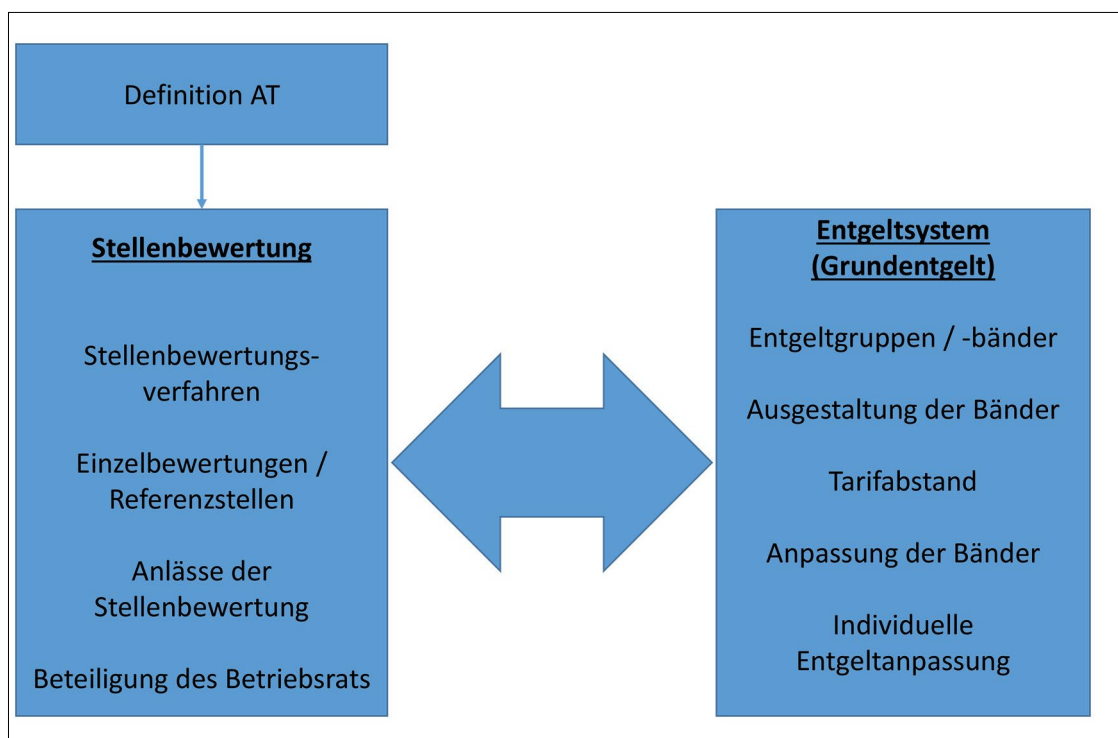 Definition AT
Stellenbewertung
Stellenbewertungs-
verfahren
Einzelbewertungen /
Referenzstellen
Anlässe der
Stellenbewertung
Beteiligung des Betriebsrats
Entgeltsystem
(Grundentgelt)
Entgeltgruppen / -bänder
Ausgestaltung der Bänder
Tarifabstand
Anpassung der Bänder
Individuelle
Entgeltanpassung